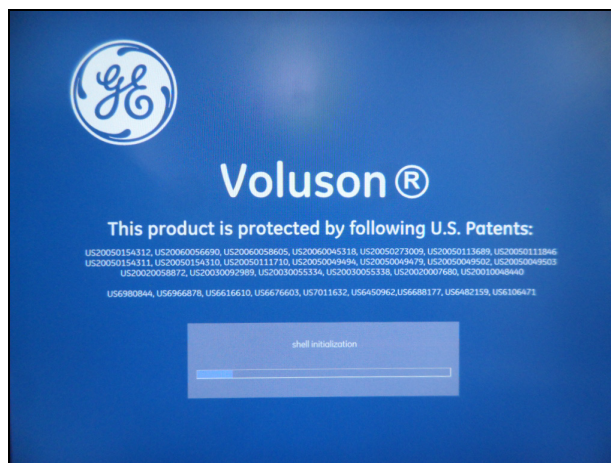 GE
Voluson ®
This product is protected by following U.S. Patents:
US20050154312, US20060056690, US20060058605, US20060045318, US20050273009, US20050113689, US20050111846
US20050154311, US20050154310, US20050111710, US20050049494, US20050049479, US20050049502, US20050049503
US20020058872, US20030092989, US20030055334, US20030055338, US20020007680, US20010048440
US6980844, US6966878, US6616610, US6676603, US7011632, US6450962,US6688177, US6482159, US6106471
shell initialization